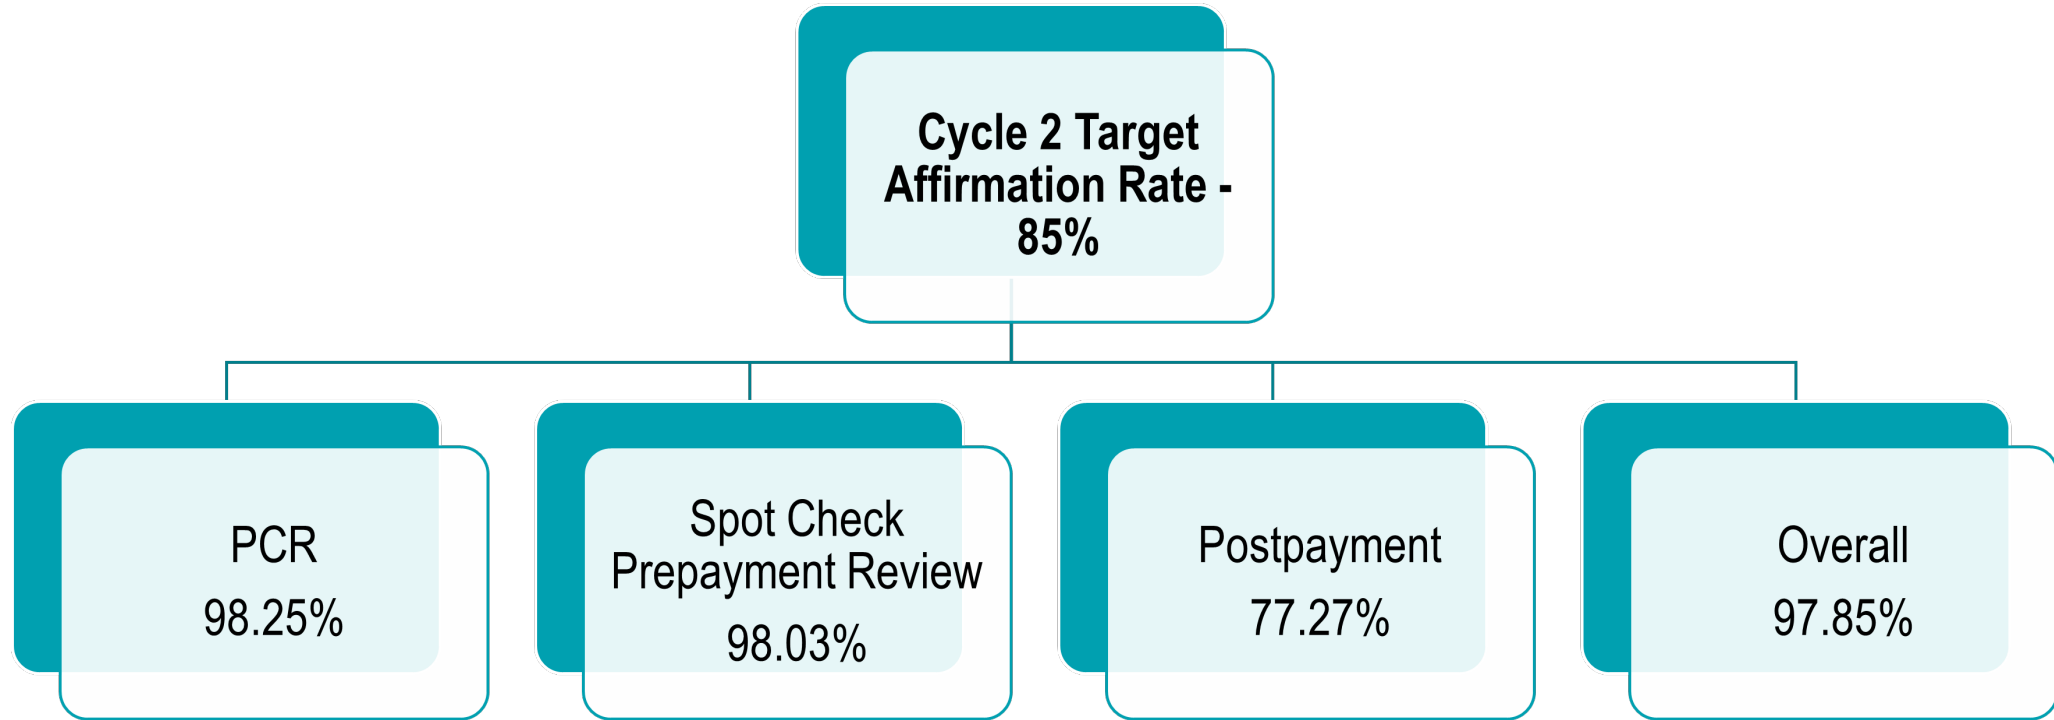 Cycle 2 Target
Affirmation Rate -
85%
PCR
98.25%
Spot Check
Prepayment Review
98.03%
Postpayment
77.27%
Overall
97.85%